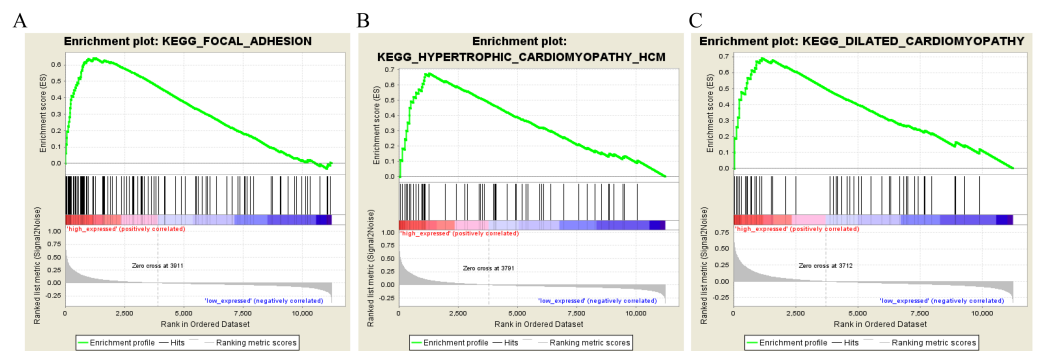 A
Enrichment plot: KEGG_FOCAL_ADHESION
Enrichment score (ES)
0.6
0.5
0.4
0.3
0.2
0.1
0.0
'high_expressed' (positively correlated)
Ranked list metric (Signal2Noise)
1.00
0.75
0.50
0.25
0.00
-0.25
Zero cross at 3911
'low_expressed' (negatively correlated)
0 2,500 5,000 7,500 10,000
Rank in Ordered Dataset
Enrichment profile Hits Ranking metric scores
B
Enrichment plot:
KEGG_HYPERTROPHIC_CARDIOMYOPATHY_HCM
Enrichment score (ES)
0.7
0.6
0.5
0.4
0.3
0.2
0.1
0.0
'high_expressed' (positively correlated)
Ranked list metric (Signal2Noise)
1.00
0.75
0.50
0.25
0.00
-0.25
Zero cross at 3791
'low_expressed' (negatively correlated)
0 2,500 5,000 7,500 10,000
Rank in Ordered Dataset
Enrichment profile Hits Ranking metric scores
C
Enrichment plot: KEGG_DILATED_CARDIOMYOPATHY
Enrichment score (ES)
0.7
0.6
0.5
0.4
0.3
0.2
0.1
0.0
'high_expressed' (positively correlated)
Ranked list metric (Signal2Noise)
0.75
0.50
0.25
0.00
-0.25
Zero cross at 3712
'low_expressed' (negatively correlated)
0 2,500 5,000 7,500 10,000
Rank in Ordered Dataset
Enrichment profile Hits Ranking metric scores